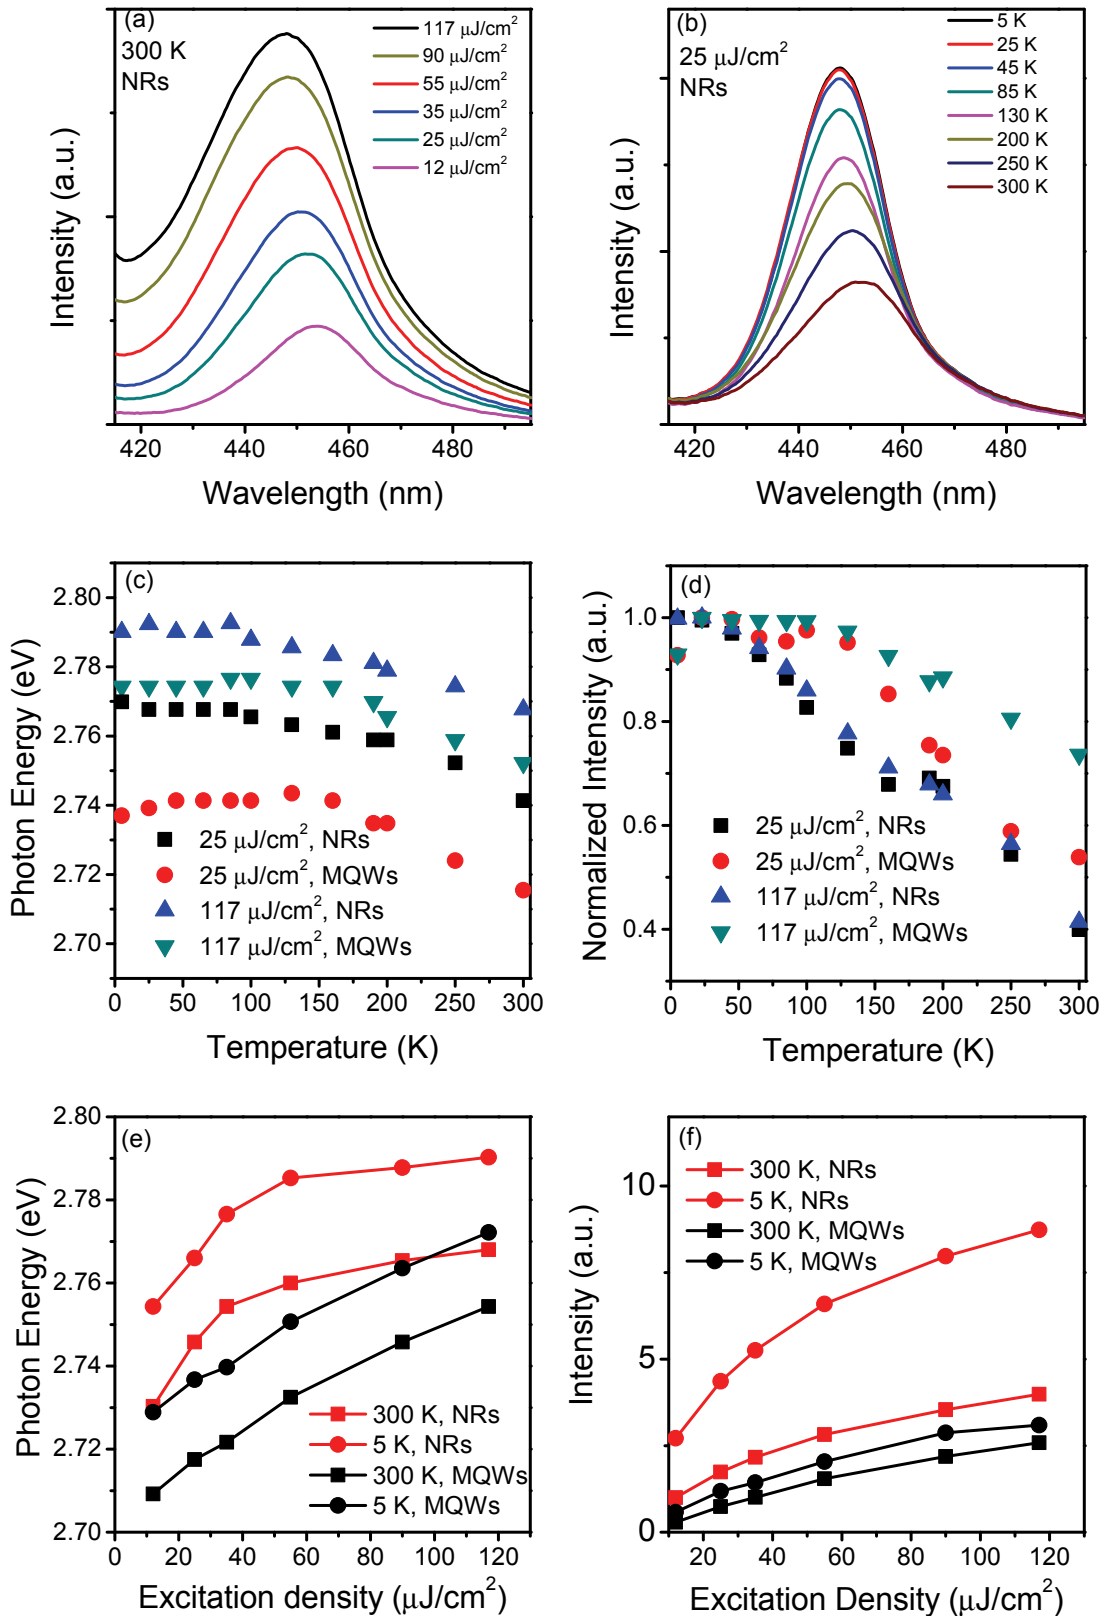 (a)
300 K
NRs
117 μJ/cm²
90 μJ/cm²
55 μJ/cm²
35 μJ/cm²
25 μJ/cm²
12 μJ/cm²
Intensity (a.u.)
420 440 460 480
Wavelength (nm)
(b)
25 μJ/cm²
NRs
5 K
25 K
45 K
85 K
130 K
200 K
250 K
300 K
Intensity (a.u.)
420 440 460 480
Wavelength (nm)
(c)
2.80
2.78
2.76
2.74
2.72
2.70
Photon Energy (eV)
25 μJ/cm², NRs
25 μJ/cm², MQWs
117 μJ/cm², NRs
117 μJ/cm², MQWs
0 50 100 150 200 250 300
Temperature (K)
(d)
1.0
0.8
0.6
0.4
Normalized Intensity (a.u.)
25 μJ/cm², NRs
25 μJ/cm², MQWs
117 μJ/cm², NRs
117 μJ/cm², MQWs
0 50 100 150 200 250 300
Temperature (K)
(e)
2.80
2.78
2.76
2.74
2.72
2.70
Photon Energy (eV)
300 K, NRs
5 K, NRs
300 K, MQWs
5 K, MQWs
0 20 40 60 80 100 120
Excitation density (μJ/cm²)
(f)
10
5
0
Intensity (a.u.)
300 K, NRs
5 K, NRs
300 K, MQWs
5 K, MQWs
20 40 60 80 100 120
Excitation Density (μJ/cm²)